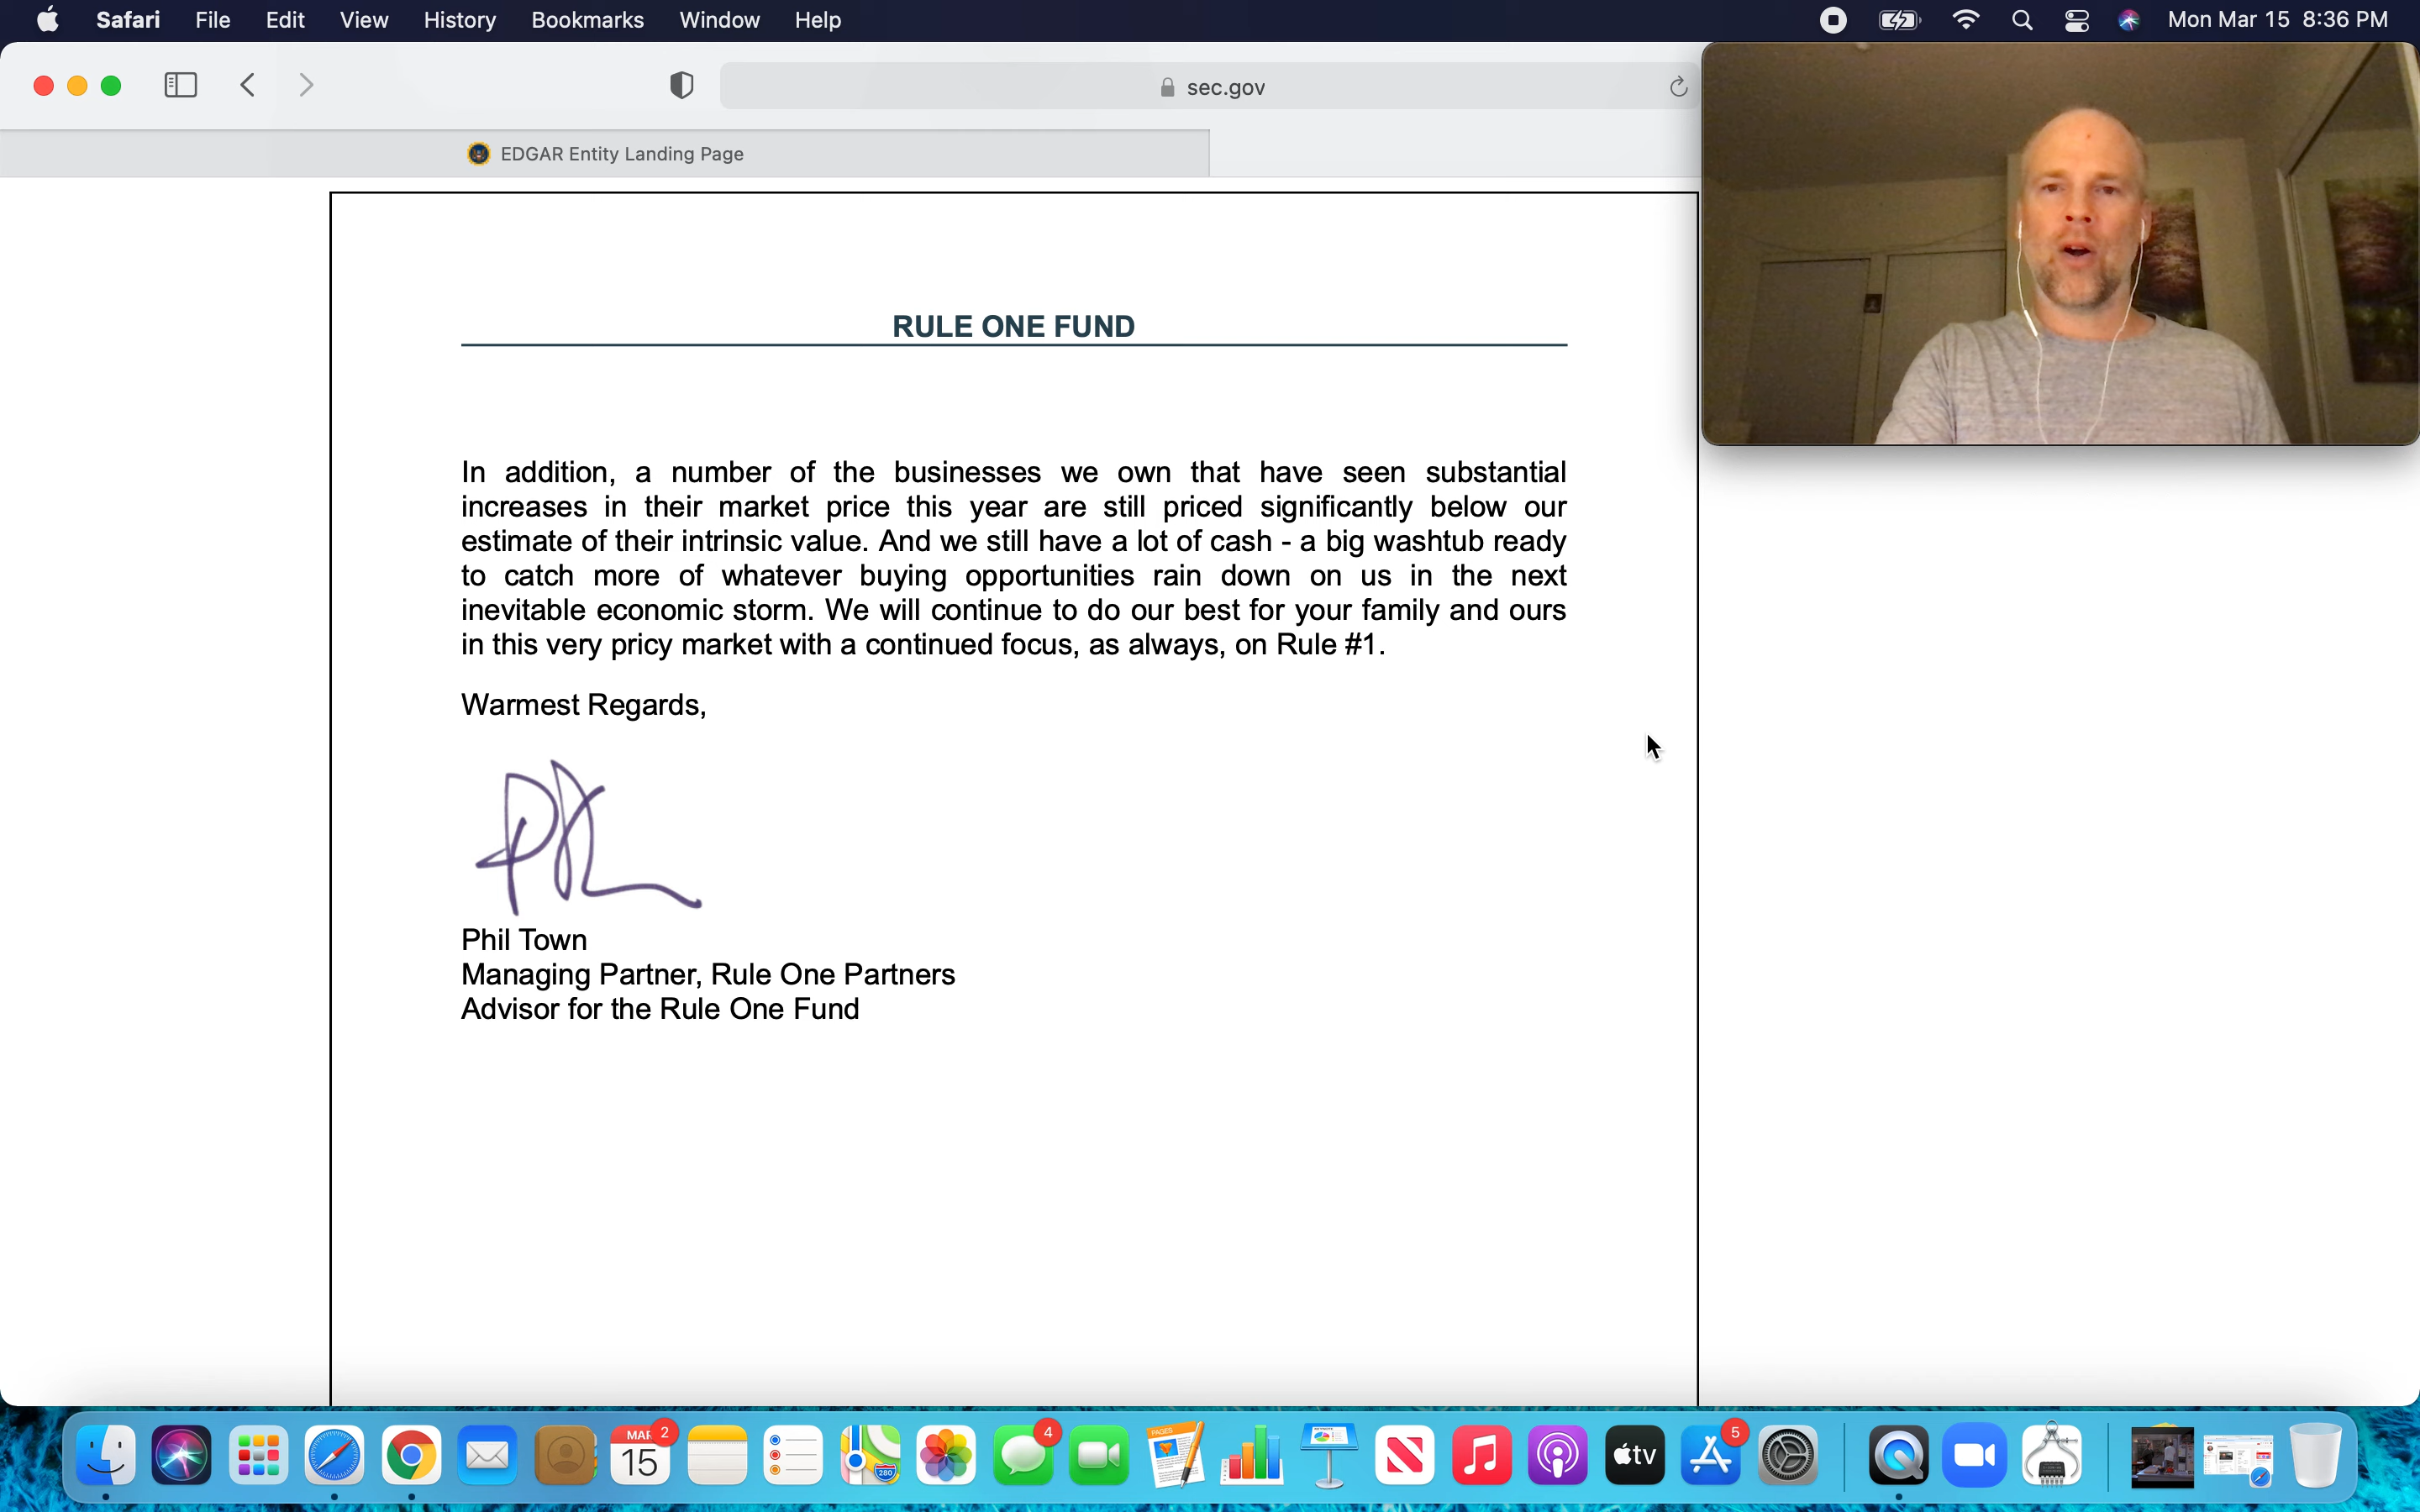 Safari File Edit View History Bookmarks Window Help Mon Mar 15 8:36 PM
sec.gov
EDGAR Entity Landing Page
RULE ONE FUND
In addition, a number of the businesses we own that have seen substantial
increases in their market price this year are still priced significantly below our
estimate of their intrinsic value. And we still have a lot of cash - a big washtub ready
to catch more of whatever buying opportunities rain down on us in the next
inevitable economic storm. We will continue to do our best for your family and ours
in this very pricy market with a continued focus, as always, on Rule #1.
Warmest Regards,
Phil Town
Managing Partner, Rule One Partners
Advisor for the Rule One Fund
MAR 2
15
280
4
PAGES
tv
5